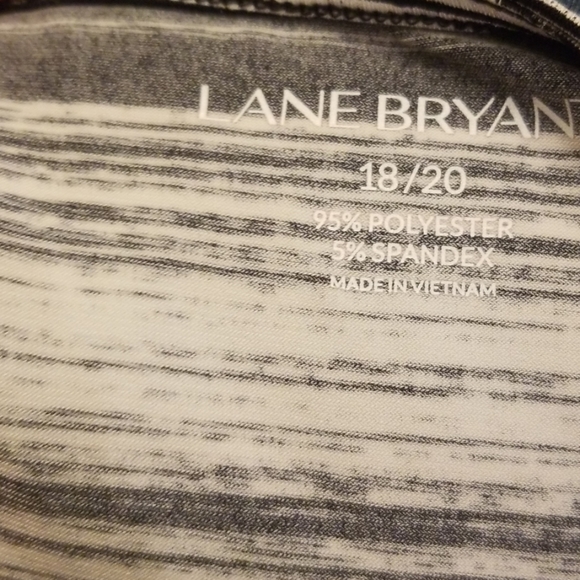 LANE BRYANT
18/20
95% POLYESTER
5% SPANDEX
MADE IN VIETNAM